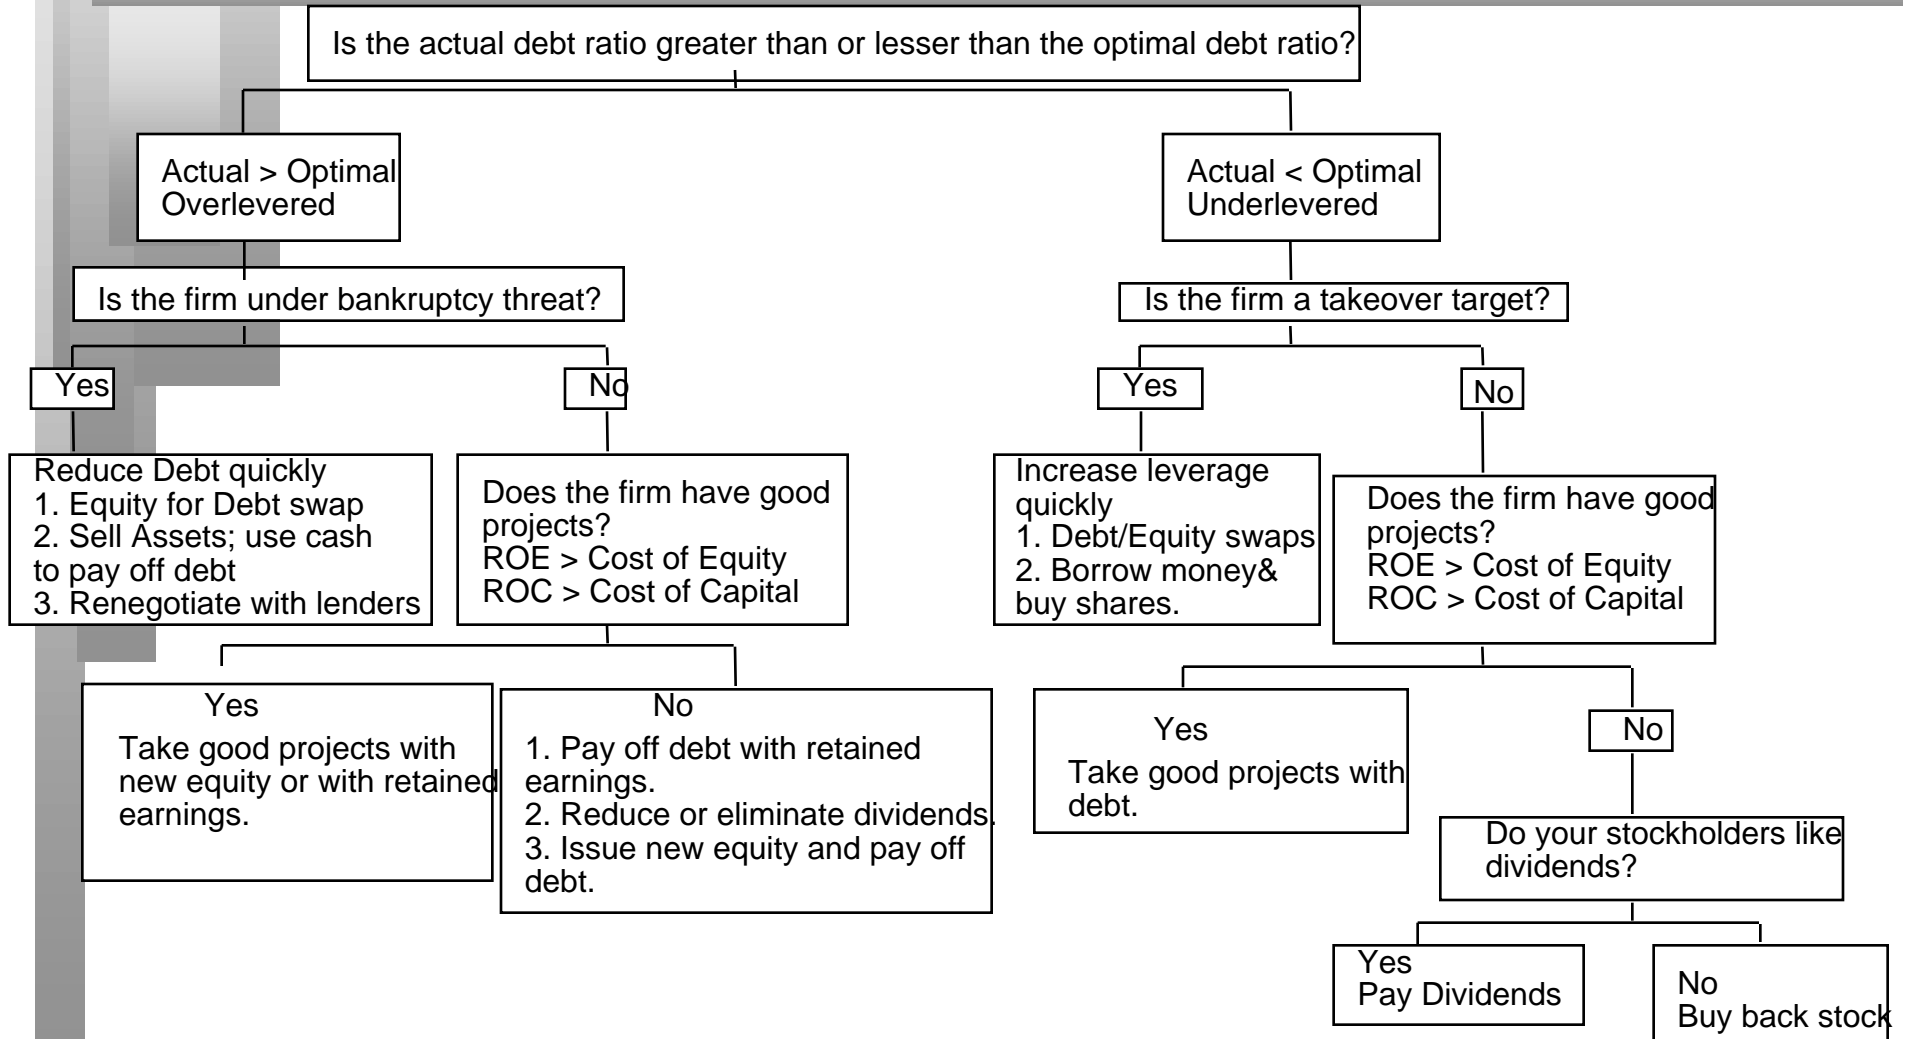 Is the actual debt ratio greater than or lesser than the optimal debt ratio?
Actual > Optimal
Overlevered
Actual < Optimal
Underlevered
Is the firm under bankruptcy threat?
Is the firm a takeover target?
Yes
No
Yes
No
Reduce Debt quickly
1. Equity for Debt swap
2. Sell Assets; use cash
to pay off debt
3. Renegotiate with lenders
Does the firm have good
projects?
ROE > Cost of Equity
ROC > Cost of Capital
Increase leverage
quickly
1. Debt/Equity swaps
2. Borrow money&
buy shares.
Does the firm have good
projects?
ROE > Cost of Equity
ROC > Cost of Capital
Yes
Take good projects with
new equity or with retained
earnings.
No
1. Pay off debt with retained
earnings.
2. Reduce or eliminate dividends.
3. Issue new equity and pay off
debt.
Yes
Take good projects with
debt.
No
Do your stockholders like
dividends?
Yes
Pay Dividends
No
Buy back stock